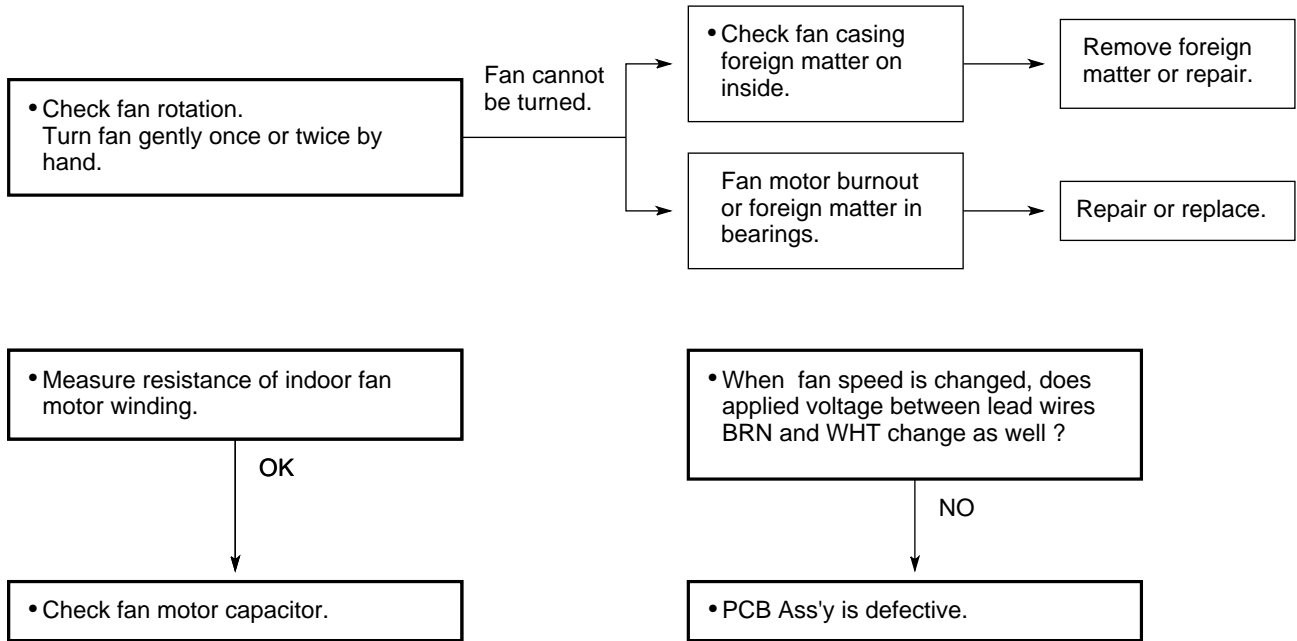 • Check fan rotation.
Turn fan gently once or twice by
hand.
Fan cannot
be turned.
• Check fan casing
foreign matter on
inside.
Remove foreign
matter or repair.
Fan motor burnout
or foreign matter in
bearings.
Repair or replace.
• Measure resistance of indoor fan
motor winding.
OK
• Check fan motor capacitor.
• When fan speed is changed, does
applied voltage between lead wires
BRN and WHT change as well ?
NO
• PCB Ass'y is defective.